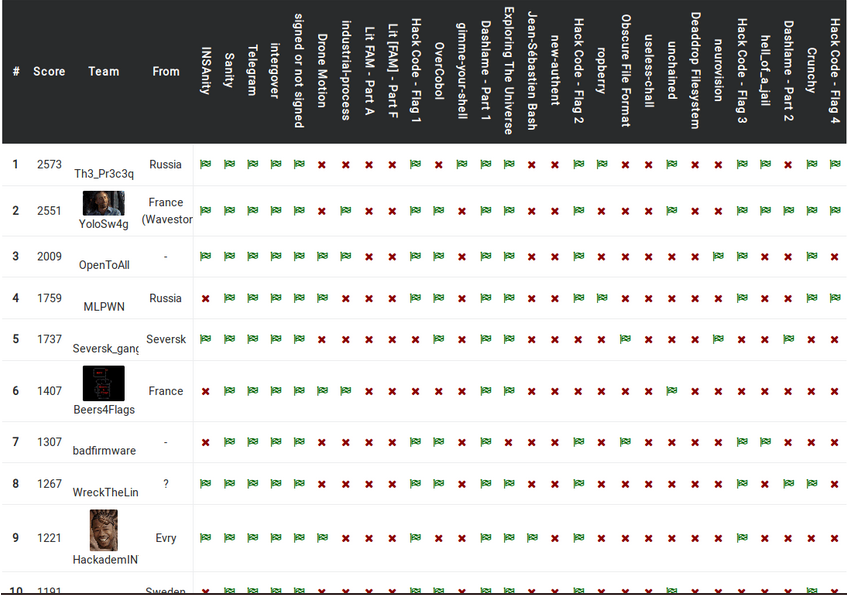 # Score Team From INSAnity Sanity Telegram intergover signed or not signed Drone Motion industrial-process Lit FAM - Part A Lit [FAM] - Part F Hack Code - Flag 1 OverCobol gimme-your-shell Dashlame - Part 1 Exploring The Universe Jean-Sébastien Bash new-authent Hack Code - Flag 2 ropberry Obscure File Format useless-chall unchained Deaddrop Filesystem neurovision Hack Code - Flag 3 hell_of_a_jail Dashlame - Part 2 Crunchy Hack Code - Flag 4
1 2573 Th3_Pr3c3q Russia
2 2551 YoloSw4g France
(Wavestor
3 2009 OpenToAll -
4 1759 MLPWN Russia
5 1737 Seversk_gang Seversk
6 1407 Beers4Flags France
7 1307 badfirmware -
8 1267 WreckTheLin ?
9 1221 HackademIN Evry
10 1191 Sweden